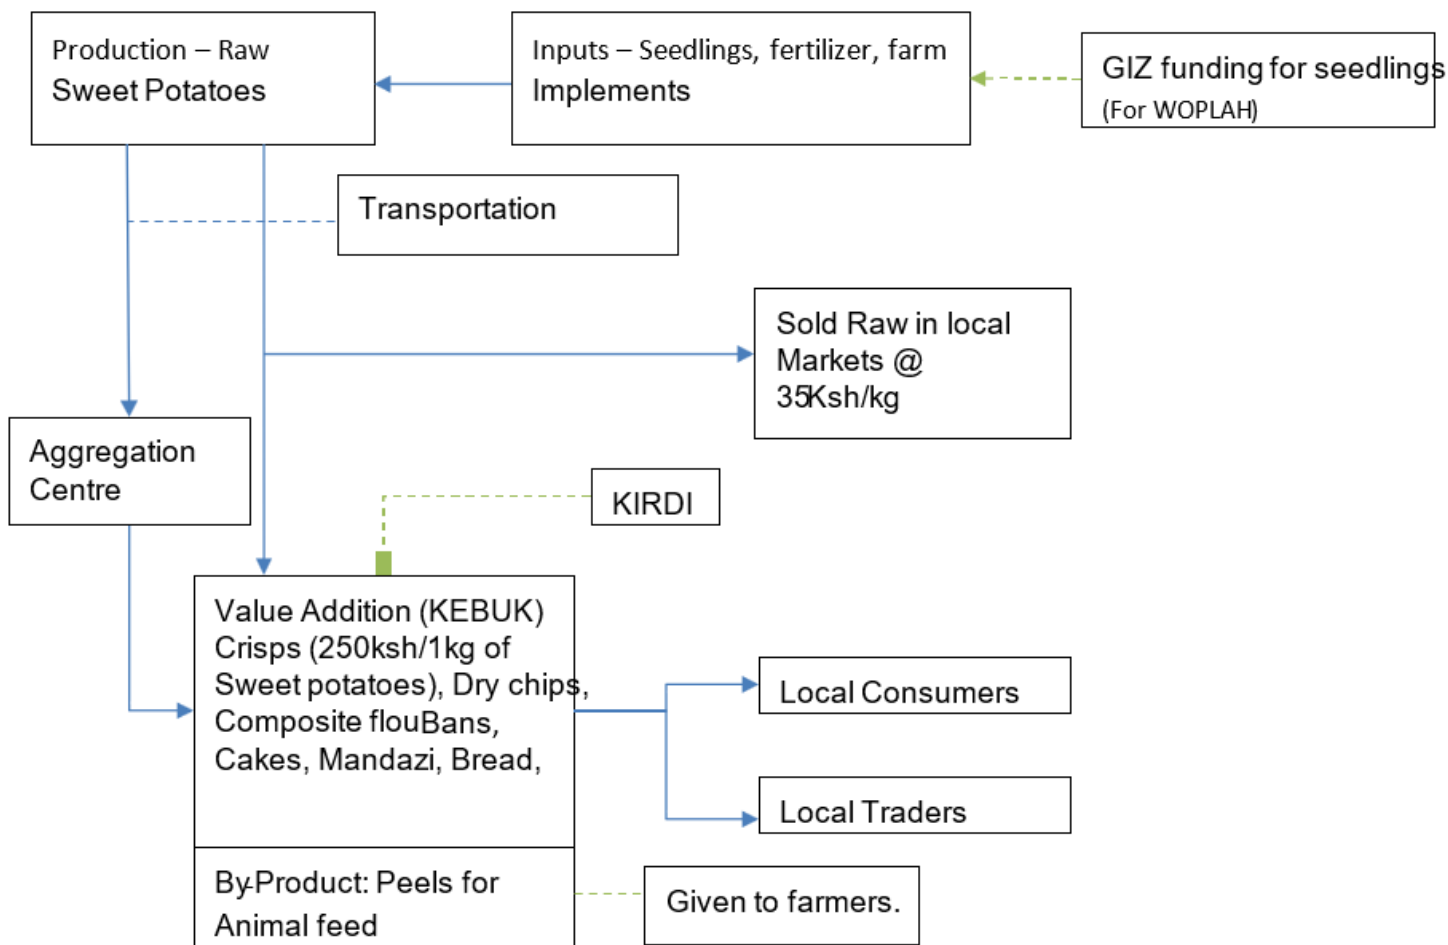 Production – Raw
Sweet Potatoes
Inputs – Seedlings, fertilizer, farm
Implements
GIZ funding for seedlings
(For WOPLAH)
Transportation
Sold Raw in local
Markets @
35Ksh/kg
Aggregation
Centre
KIRDI
Value Addition (KEBUK)
Crisps (250ksh/1kg of
Sweet potatoes), Dry chips,
Composite flouBans,
Cakes, Mandazi, Bread,
Local Consumers
Local Traders
By-Product: Peels for
Animal feed
Given to farmers.